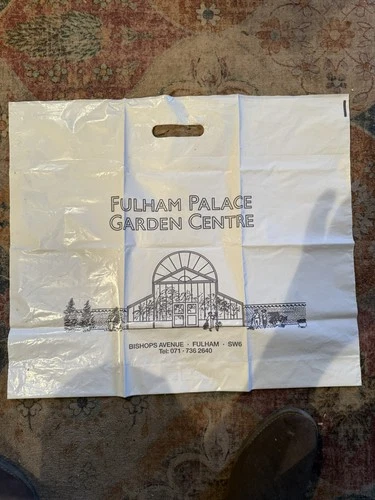 FULHAM PALACE
GARDEN CENTRE
BISHOPS AVENUE · FULHAM · SW6
Tel: 071 - 736 2640